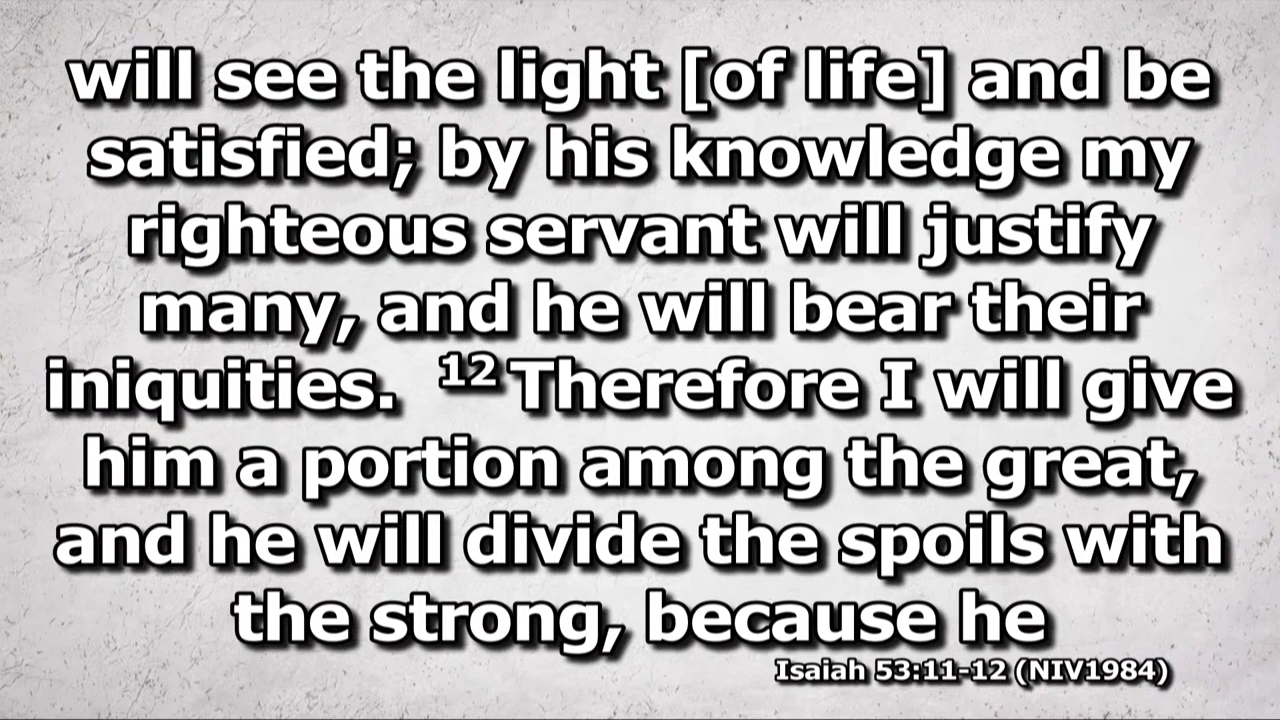 will see the light [of life] and be
satisfied; by his knowledge my
righteous servant will justify
many, and he will bear their
iniquities. ¹² Therefore I will give
him a portion among the great,
and he will divide the spoils with
the strong, because he
Isaiah 53:11-12 (NIV1984)